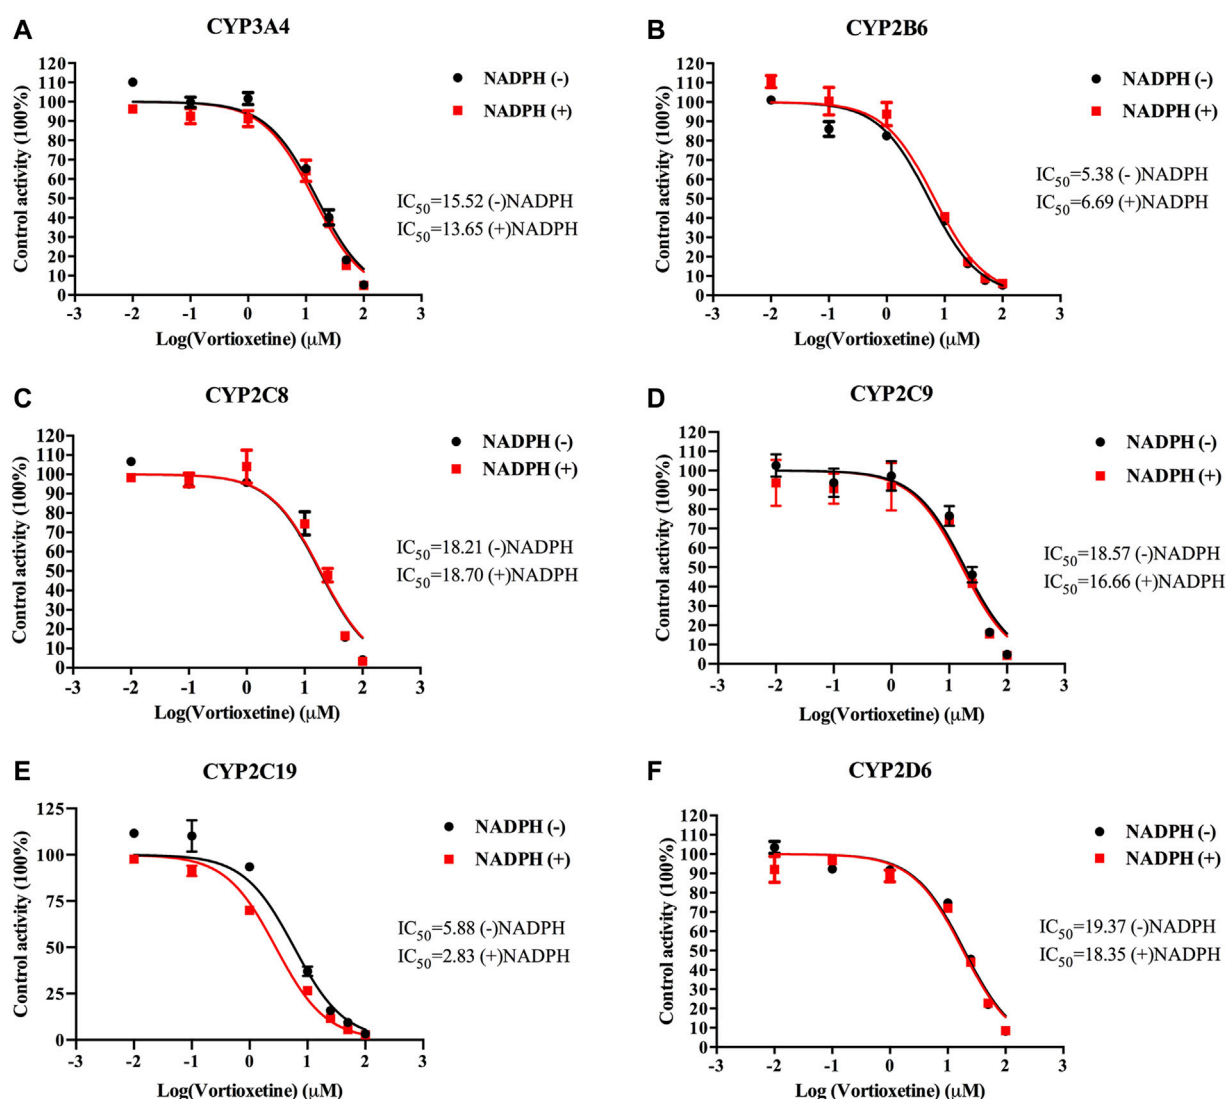 A
CYP3A4
120
110
100
90
80
70
60
50
40
30
20
10
0
Control activity (100%)
-3 -2 -1 0 1 2 3
Log(Vortioxetine) (μM)
NADPH (-)
NADPH (+)
IC50=15.52 (-)NADPH
IC50=13.65 (+)NADPH
B
CYP2B6
120
110
100
90
80
70
60
50
40
30
20
10
0
Control activity (100%)
-3 -2 -1 0 1 2 3
Log(Vortioxetine) (μM)
NADPH (-)
NADPH (+)
IC50=5.38 (- )NADPH
IC50=6.69 (+)NADPH
C
CYP2C8
120
110
100
90
80
70
60
50
40
30
20
10
0
Control activity (100%)
-3 -2 -1 0 1 2 3
Log(Vortioxetine) (μM)
NADPH (-)
NADPH (+)
IC50=18.21 (-)NADPH
IC50=18.70 (+)NADPH
D
CYP2C9
120
110
100
90
80
70
60
50
40
30
20
10
0
Control activity (100%)
-3 -2 -1 0 1 2 3
Log(Vortioxetine) (μM)
NADPH (-)
NADPH (+)
IC50=18.57 (-)NADPH
IC50=16.66 (+)NADPH
E
CYP2C19
125
100
75
50
25
0
Control activity (100%)
-3 -2 -1 0 1 2 3
Log(Vortioxetine) (μM)
NADPH (-)
NADPH (+)
IC50=5.88 (-)NADPH
IC50=2.83 (+)NADPH
F
CYP2D6
120
110
100
90
80
70
60
50
40
30
20
10
0
Control activity (100%)
-3 -2 -1 0 1 2 3
Log (Vortioxetine) (μM)
NADPH (-)
NADPH (+)
IC50=19.37 (-)NADPH
IC50=18.35 (+)NADPH